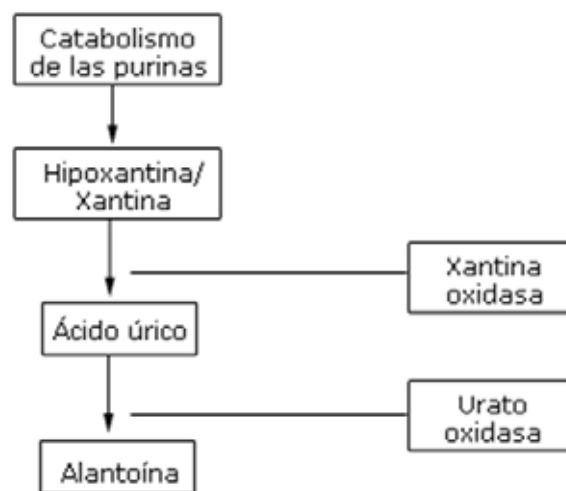 Catabolismo
de las purinas
Hipoxantina/
Xantina
Xantina
oxidasa
Ácido úrico
Urato
oxidasa
Alantoína